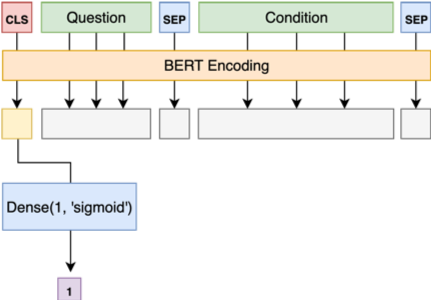 CLS Question SEP Condition SEP
BERT Encoding
Dense(1, 'sigmoid')
1